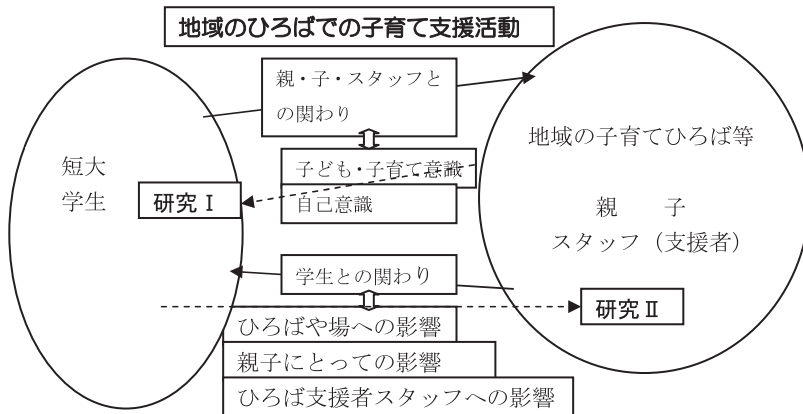 地域のひろばでの子育て支援活動
親・子・スタッフと
の関わり
地域の子育てひろば等
短大
学生
子ども・子育て意識
研究Ⅰ
自己意識
親　子
スタッフ（支援者）
学生との関わり
研究Ⅱ
ひろばや場への影響
親子にとっての影響
ひろば支援者スタッフへの影響